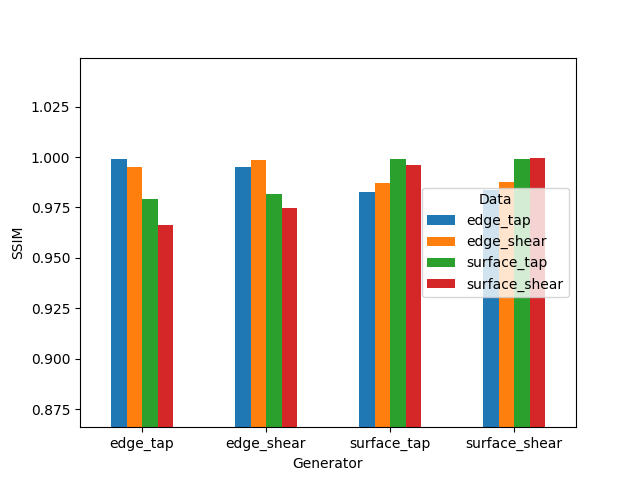 1.025
1.000
0.975
0.950
0.925
0.900
0.875
SSIM
Data
edge_tap
edge_shear
surface_tap
surface_shear
edge_tap edge_shear surface_tap surface_shear
Generator